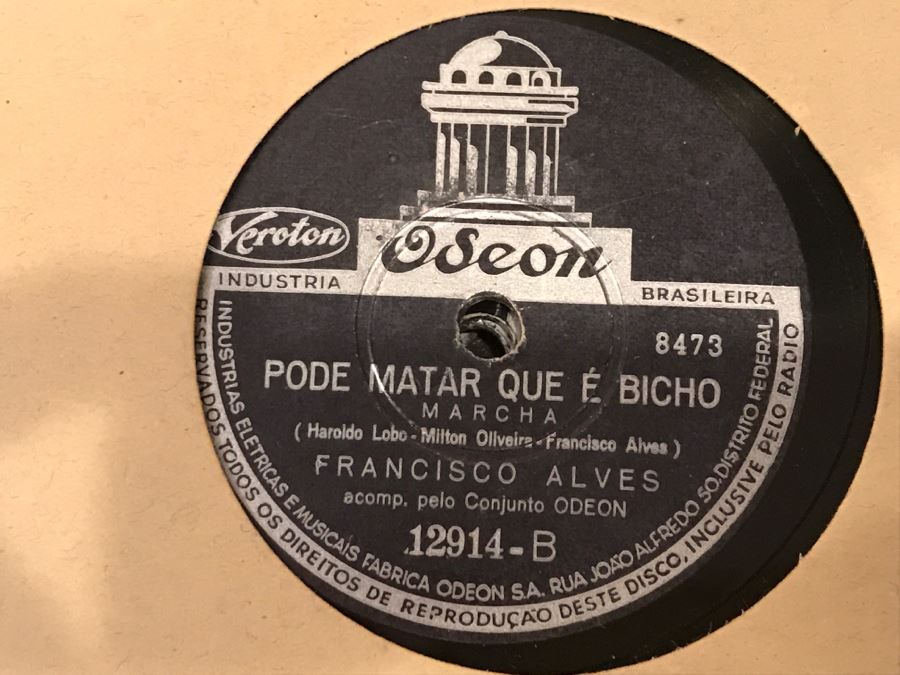 Veroton
Odeon
INDUSTRIA
BRASILEIRA
8473
PODE MATAR QUE É BICHO
MARCHA
( Haroldo Lobo - Milton Oliveira - Francisco Alves )
FRANCISCO ALVES
acomp. pelo Conjunto ODEON
12914 - B
INDUSTRIAS ELETRICAS E MUSICAIS FABRICA ODEON S.A. RUA JOÃO ALFREDO 50. DISTRITO FEDERAL
RESERVADOS TODOS OS DIREITOS DE REPRODUÇÃO DESTE DISCO, INCLUSIVE PELO RADIO